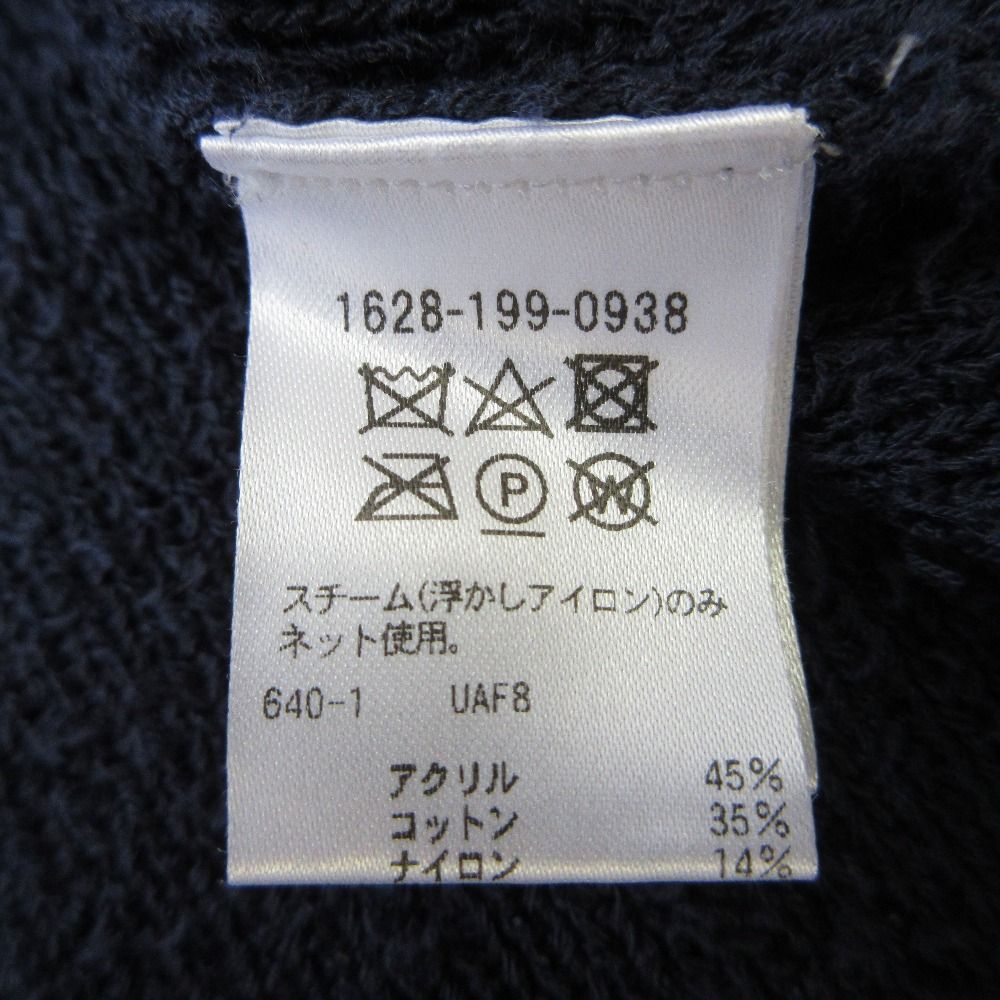 1628-199-0938
P W
スチーム(浮かしアイロン)のみ
ネット使用。
640-1 UAF8
アクリル 45%
コットン 35%
ナイロン 14%